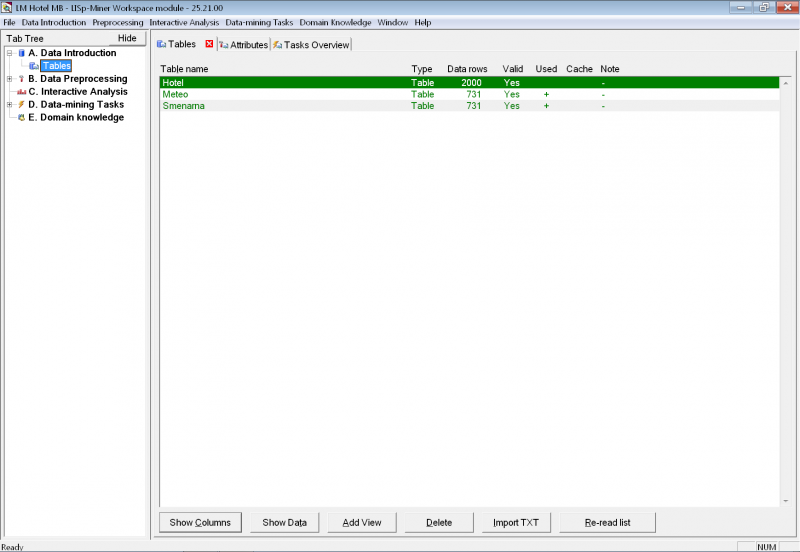 LM Hotel MB - LISp-Miner Workspace module - 25.21.00
File Data Introduction Preprocessing Interactive Analysis Data-mining Tasks Domain Knowledge Window Help
Tab Tree Hide
A. Data Introduction
Tables
B. Data Preprocessing
C. Interactive Analysis
D. Data-mining Tasks
E. Domain knowledge
Tables Attributes Tasks Overview
Table name Type Data rows Valid Used Cache Note
Hotel Table 2000 Yes -
Meteo Table 731 Yes + -
Smenarna Table 731 Yes + -
Show Columns Show Data Add View Delete Import TXT Re-read list
Ready NUM